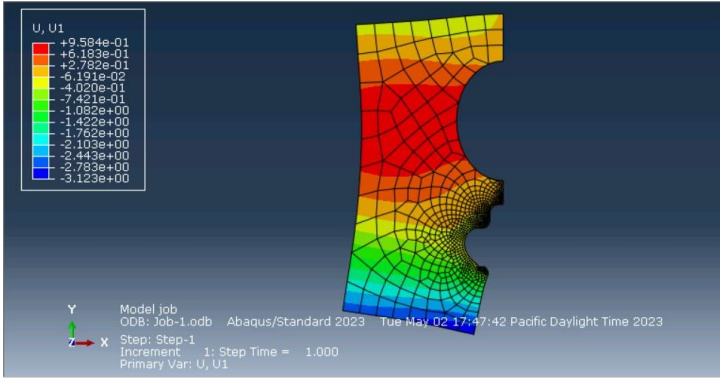 U, U1
+9.584e-01
+6.183e-01
+2.782e-01
-6.191e-02
-4.020e-01
-7.421e-01
-1.082e+00
-1.422e+00
-1.762e+00
-2.103e+00
-2.443e+00
-2.783e+00
-3.123e+00
Y
Z X
Model job
ODB: Job-1.odb Abaqus/Standard 2023 Tue May 02 17:47:42 Pacific Daylight Time 2023
Step: Step-1
Increment 1: Step Time = 1.000
Primary Var: U, U1